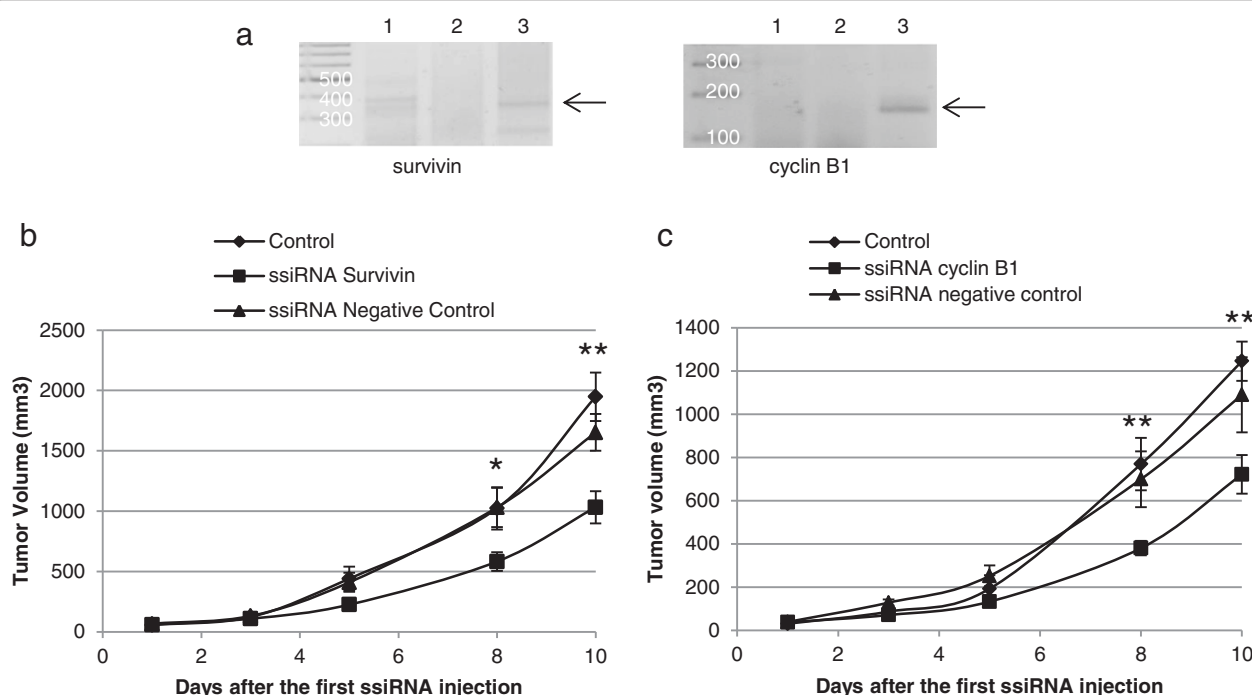 a
1 2 3
500
400
300
survivin
1 2 3
300
200
100
cyclin B1
b
Control
ssiRNA Survivin
ssiRNA Negative Control
2500
2000
1500
1000
500
0
0 2 4 6 8 10
*
**
Tumor Volume (mm3)
Days after the first ssiRNA injection
c
Control
ssiRNA cyclin B1
ssiRNA negative control
1400
1200
1000
800
600
400
200
0
0 2 4 6 8 10
**
**
Tumor volume (mm3)
Days after the first ssiRNA injection